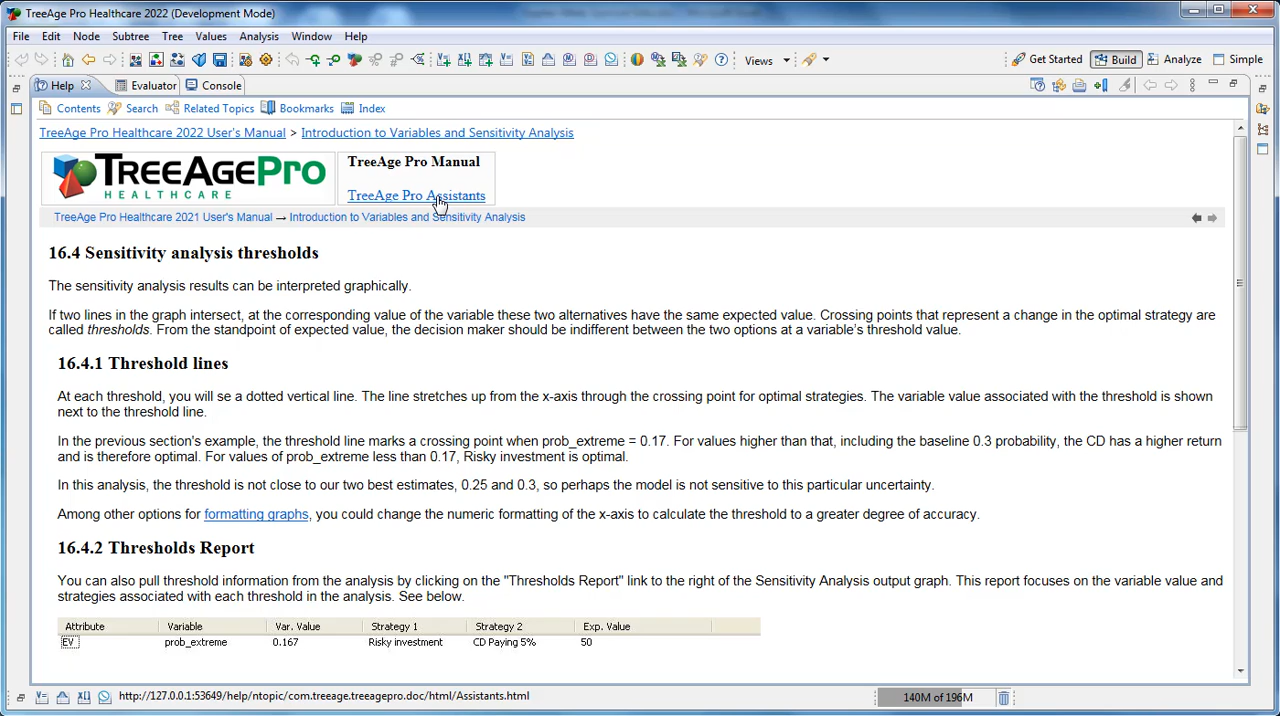 TreeAge Pro Healthcare 2022 (Development Mode)
File Edit Node Subtree Tree Values Analysis Window Help
Views Get Started Build Analyze Simple
Help Evaluator Console
Contents Search Related Topics Bookmarks Index
TreeAge Pro Healthcare 2022 User's Manual > Introduction to Variables and Sensitivity Analysis
TREEAGEPRO
HEALTHCARE
TreeAge Pro Manual
TreeAge Pro Assistants
TreeAge Pro Healthcare 2021 User's Manual → Introduction to Variables and Sensitivity Analysis
16.4 Sensitivity analysis thresholds
The sensitivity analysis results can be interpreted graphically.
If two lines in the graph intersect, at the corresponding value of the variable these two alternatives have the same expected value. Crossing points that represent a change in the optimal strategy are
called thresholds. From the standpoint of expected value, the decision maker should be indifferent between the two options at a variable's threshold value.
16.4.1 Threshold lines
At each threshold, you will se a dotted vertical line. The line stretches up from the x-axis through the crossing point for optimal strategies. The variable value associated with the threshold is shown
next to the threshold line.
In the previous section's example, the threshold line marks a crossing point when prob_extreme = 0.17. For values higher than that, including the baseline 0.3 probability, the CD has a higher return
and is therefore optimal. For values of prob_extreme less than 0.17, Risky investment is optimal.
In this analysis, the threshold is not close to our two best estimates, 0.25 and 0.3, so perhaps the model is not sensitive to this particular uncertainty.
Among other options for formatting graphs, you could change the numeric formatting of the x-axis to calculate the threshold to a greater degree of accuracy.
16.4.2 Thresholds Report
You can also pull threshold information from the analysis by clicking on the "Thresholds Report" link to the right of the Sensitivity Analysis output graph. This report focuses on the variable value and
strategies associated with each threshold in the analysis. See below.
Attribute Variable Var. Value Strategy 1 Strategy 2 Exp. Value
EV prob_extreme 0.167 Risky investment CD Paying 5% 50
http://127.0.0.1:53649/help/ntopic/com.treeage.treeagepro.doc/html/Assistants.html
140M of 196M